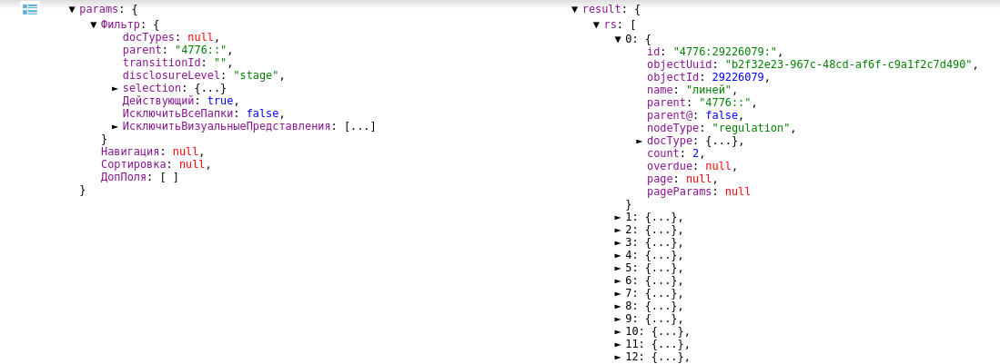 ▼ params: {
▼ Фильтр: {
docTypes: null,
parent: "4776::",
transitionId: "",
disclosureLevel: "stage",
► selection: {...}
Действующий: true,
ИсключитьВсеПапки: false,
► ИсключитьВизуальныеПредставления: [...]
}
Навигация: null,
Сортировка: null,
ДопПоля: [ ]
}
▼ result: {
▼ rs: [
▼ 0: {
id: "4776:29226079:",
objectUuid: "b2f32e23-967c-48cd-af6f-c9a1f2c7d490",
objectId: 29226079,
name: "линей",
parent: "4776::",
parent@: false,
nodeType: "regulation",
► docType: {...},
count: 2,
overdue: null,
page: null,
pageParams: null
}
► 1: {...},
► 2: {...},
► 3: {...},
► 4: {...},
► 5: {...},
► 6: {...},
► 7: {...},
► 8: {...},
► 9: {...},
► 10: {...},
► 11: {...},
► 12: {...},